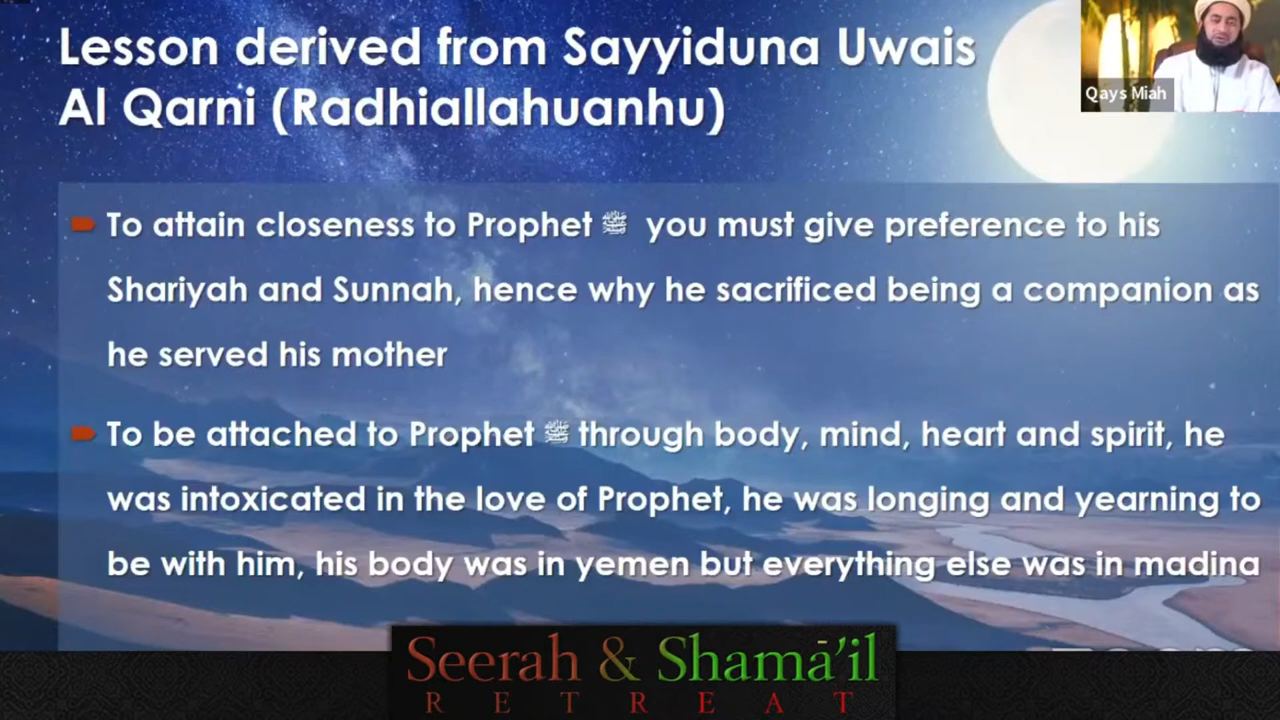 Lesson derived from Sayyiduna Uwais
Al Qarni (Radhiallahuanhu)
Qays Miah
To attain closeness to Prophet ﷺ you must give preference to his
Shariyah and Sunnah, hence why he sacrificed being a companion as
he served his mother
To be attached to Prophet ﷺ through body, mind, heart and spirit, he
was intoxicated in the love of Prophet, he was longing and yearning to
be with him, his body was in yemen but everything else was in madina
Seerah & Shamā'il
RETREAT